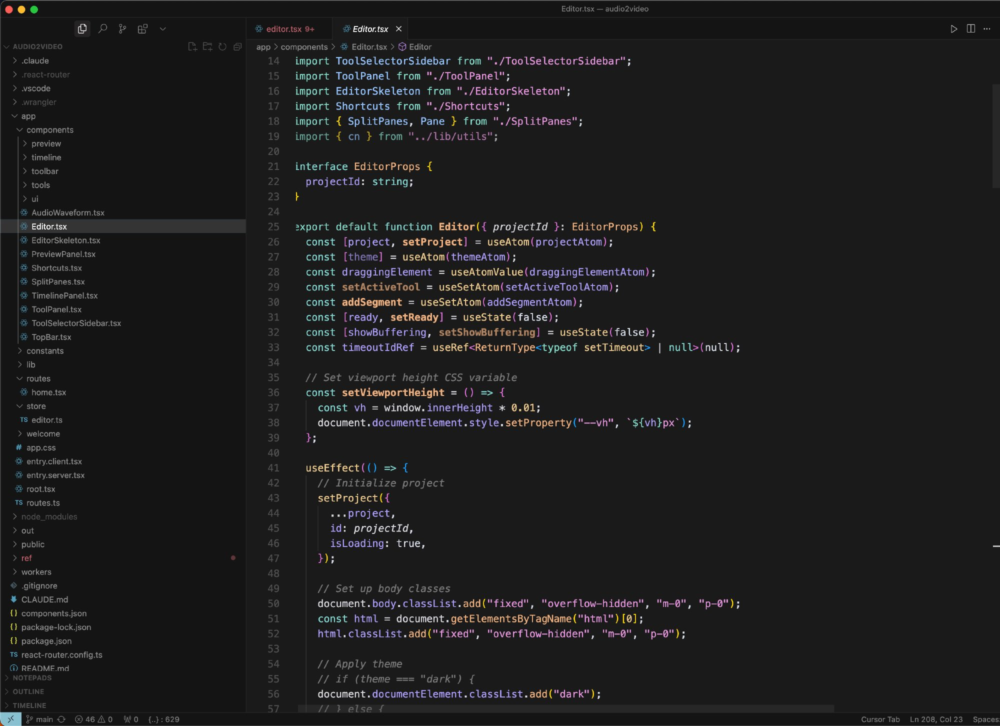 Editor.tsx — audio2video
editor.tsx 9+
Editor.tsx
AUDIO2VIDEO
.claude
.react-router
.vscode
.wrangler
app
components
preview
timeline
toolbar
tools
ui
AudioWaveform.tsx
Editor.tsx
EditorSkeleton.tsx
PreviewPanel.tsx
Shortcuts.tsx
SplitPanes.tsx
TimelinePanel.tsx
ToolPanel.tsx
ToolSelectorSidebar.tsx
TopBar.tsx
constants
lib
routes
home.tsx
store
TS editor.ts
welcome
# app.css
entry.client.tsx
entry.server.tsx
root.tsx
TS routes.ts
node_modules
out
public
ref
workers
.gitignore
CLAUDE.md
{} components.json
{} package-lock.json
{} package.json
TS react-router.config.ts
README.md
NOTEPADS
OUTLINE
TIMELINE
app > components > Editor.tsx > Editor
14 import ToolSelectorSidebar from "./ToolSelectorSidebar";
15 import ToolPanel from "./ToolPanel";
16 import EditorSkeleton from "./EditorSkeleton";
17 import Shortcuts from "./Shortcuts";
18 import { SplitPanes, Pane } from "./SplitPanes";
19 import { cn } from "../lib/utils";
20
21 interface EditorProps {
22   projectId: string;
23 }
24
25 export default function Editor({ projectId }: EditorProps) {
26   const [project, setProject] = useAtom(projectAtom);
27   const [theme] = useAtom(themeAtom);
28   const draggingElement = useAtomValue(draggingElementAtom);
29   const setActiveTool = useSetAtom(setActiveToolAtom);
30   const addSegment = useSetAtom(addSegmentAtom);
31   const [ready, setReady] = useState(false);
32   const [showBuffering, setShowBuffering] = useState(false);
33   const timeoutIdRef = useRef<ReturnType<typeof setTimeout> | null>(null);
34
35   // Set viewport height CSS variable
36   const setViewportHeight = () => {
37     const vh = window.innerHeight * 0.01;
38     document.documentElement.style.setProperty("--vh", `${vh}px`);
39   };
40
41   useEffect(() => {
42     // Initialize project
43     setProject({
44       ...project,
45       id: projectId,
46       isLoading: true,
47     });
48
49     // Set up body classes
50     document.body.classList.add("fixed", "overflow-hidden", "m-0", "p-0");
51     const html = document.getElementsByTagName("html")[0];
52     html.classList.add("fixed", "overflow-hidden", "m-0", "p-0");
53
54     // Apply theme
55     // if (theme === "dark") {
56     document.documentElement.classList.add("dark");
57     // } else {
main 46 0 0 {..} : 629
Cursor Tab Ln 208, Col 23 Spaces: